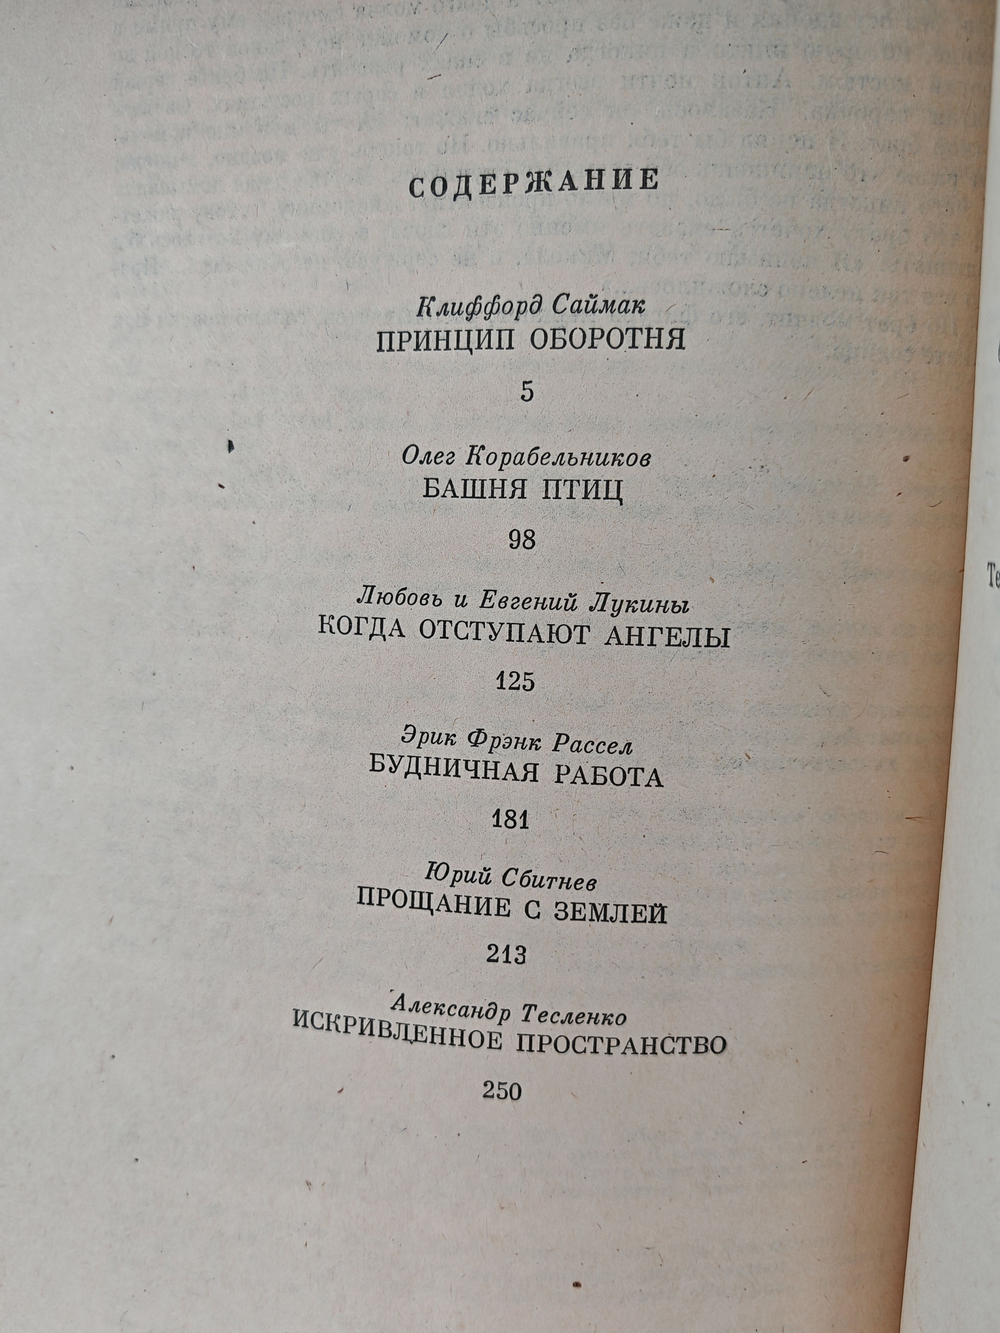 СОДЕРЖАНИЕ
Клиффорд Саймак
ПРИНЦИП ОБОРОТНЯ
5
Олег Корабельников
БАШНЯ ПТИЦ
98
Любовь и Евгений Лукины
КОГДА ОТСТУПАЮТ АНГЕЛЫ
125
Эрик Фрэнк Рассел
БУДНИЧНАЯ РАБОТА
181
Юрий Сбитнев
ПРОЩАНИЕ С ЗЕМЛЕЙ
213
Александр Тесленко
ИСКРИВЛЕННОЕ ПРОСТРАНСТВО
250